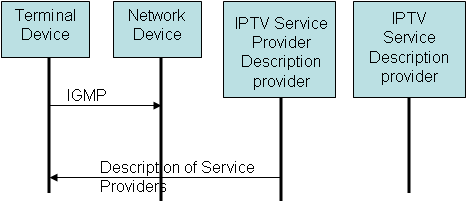 Terminal
Device
Network
Device
IPTV Service
Provider
Description
provider
IPTV
Service
Description
provider
IGMP
Description of Service
Providers